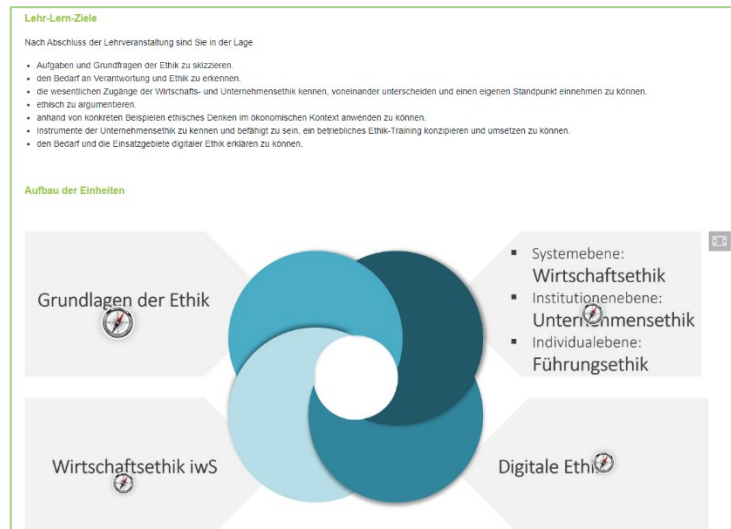 Lehr-Lern-Ziele
Nach Abschluss der Lehrveranstaltung sind Sie in der Lage
• Aufgaben und Grundfragen der Ethik zu skizzieren.
• den Bedarf an Verantwortung und Ethik zu erkennen.
• die wesentlichen Zugänge der Wirtschafts- und Unternehmensethik kennen, voneinander unterscheiden und einen eigenen Standpunkt einnehmen zu können.
• ethisch zu argumentieren.
• anhand von konkreten Beispielen ethisches Denken im ökonomischen Kontext anwenden zu können.
• Instrumente der Unternehmensethik zu kennen und befähigt zu sein, ein betriebliches Ethik-Training konzipieren und umsetzen zu können.
• den Bedarf und die Einsatzgebiete digitaler Ethik erklären zu können.
Aufbau der Einheiten
Grundlagen der Ethik
▪ Systemebene:
Wirtschaftsethik
▪ Institutionenebene:
Unternehmensethik
▪ Individualebene:
Führungsethik
Wirtschaftsethik iwS
Digitale Ethik